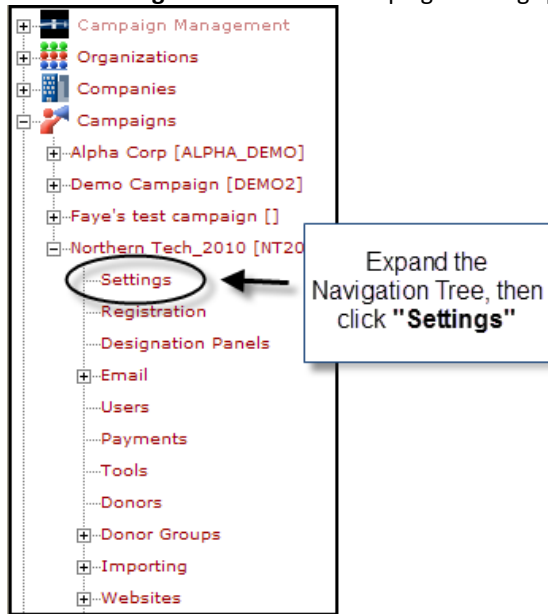 Campaign Management
Organizations
Companies
Campaigns
Alpha Corp [ALPHA_DEMO]
Demo Campaign [DEMO2]
Faye's test campaign []
Northern Tech_2010 [NT20
Settings
Registration
Designation Panels
Email
Users
Payments
Tools
Donors
Donor Groups
Importing
Websites
Expand the
Navigation Tree, then
click "Settings"